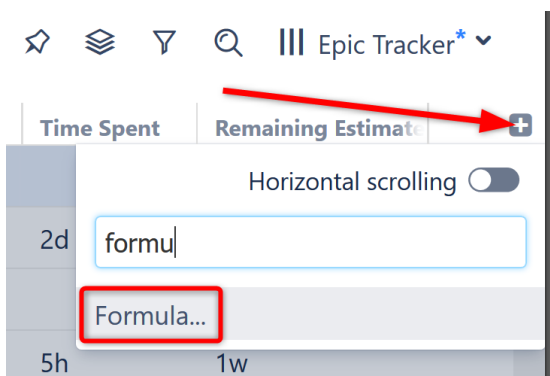 Epic Tracker*
Time Spent
Remaining Estimate
Horizontal scrolling
2d
formu
Formula...
5h
1w